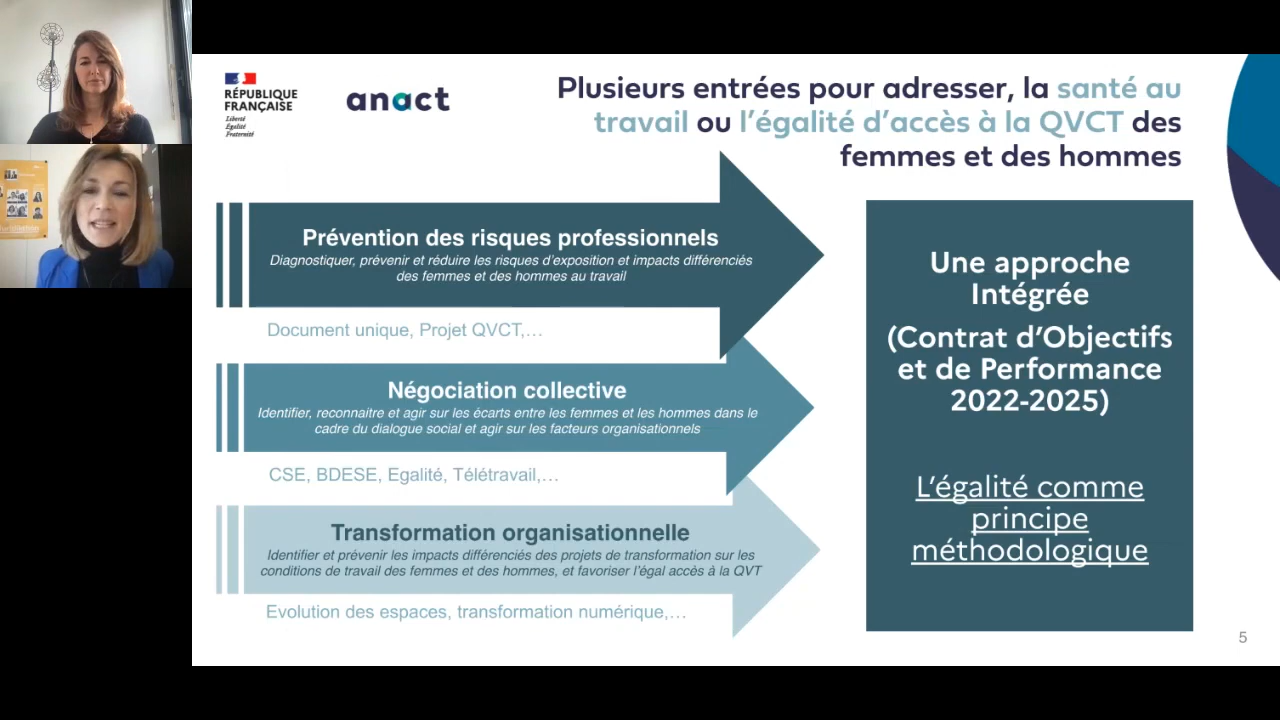 RÉPUBLIQUE
FRANÇAISE
Liberté
Égalité
Fraternité
anact
Plusieurs entrées pour adresser, la santé au
travail ou l'égalité d'accès à la QVCT des
femmes et des hommes
Prévention des risques professionnels
Diagnostiquer, prévenir et réduire les risques d'exposition et impacts différenciés
des femmes et des hommes au travail
Document unique, Projet QVCT,…
Négociation collective
Identifier, reconnaitre et agir sur les écarts entre les femmes et les hommes dans le
cadre du dialogue social et agir sur les facteurs organisationnels
CSE, BDESE, Egalité, Télétravail,…
Transformation organisationnelle
Identifier et prévenir les impacts différenciés des projets de transformation sur les
conditions de travail des femmes et des hommes, et favoriser l'égal accès à la QVT
Evolution des espaces, transformation numérique,…
Une approche
Intégrée
(Contrat d'Objectifs
et de Performance
2022-2025)
L'égalité comme
principe
méthodologique
5